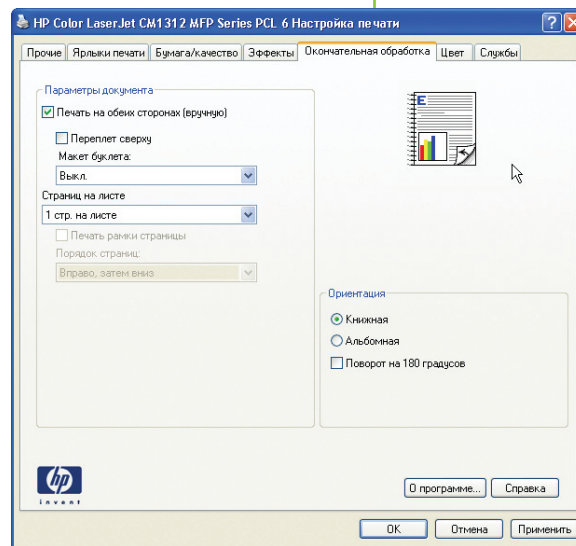 HP Color LaserJet CM1312 MFP Series PCL 6 Настройка печати
Прочие Ярлыки печати Бумага/качество Эффекты Окончательная обработка Цвет Службы
Параметры документа
Печать на обеих сторонах (вручную)
Переплет сверху
Макет буклета:
Выкл.
Страниц на листе
1 стр. на листе
Печать рамки страницы
Порядок страниц:
Вправо, затем вниз
E
Ориентация
Книжная
Альбомная
Поворот на 180 градусов
hp
invent
О программе... Справка
OK Отмена Применить